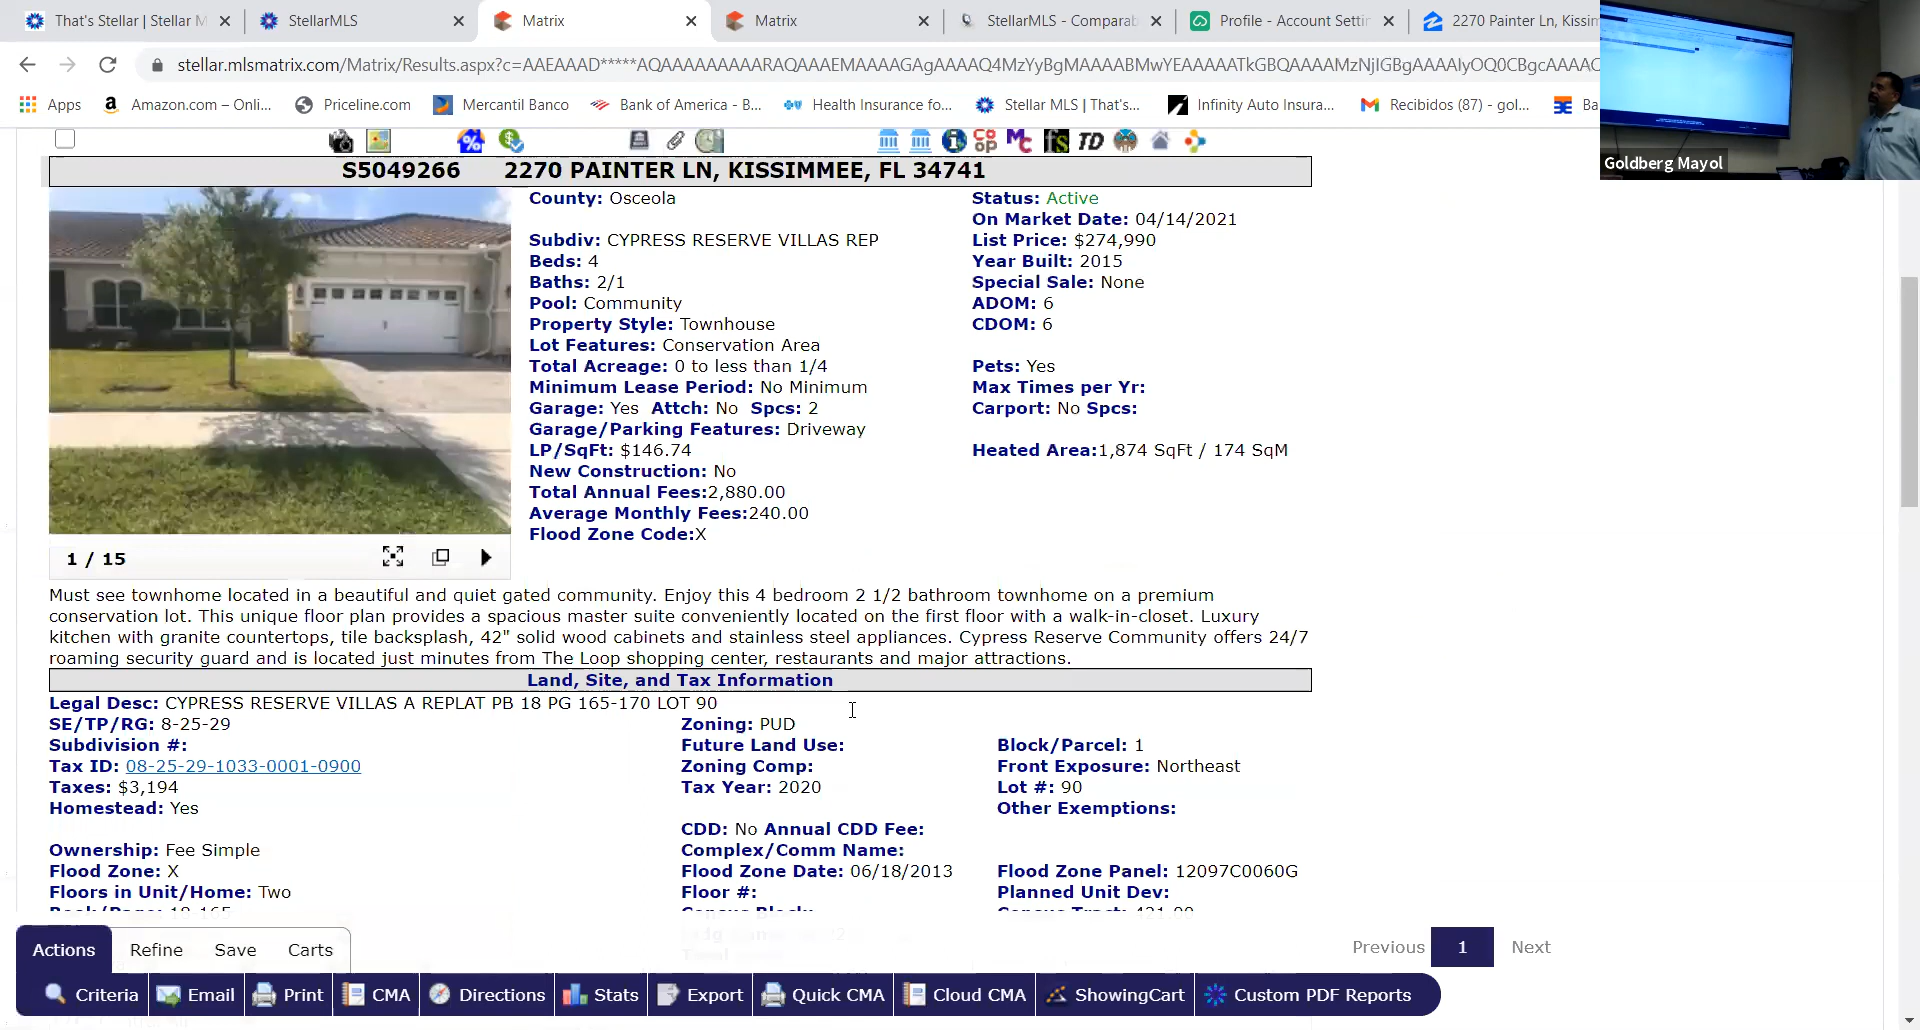 That's Stellar | Stellar M
StellarMLS
Matrix
Matrix
StellarMLS - Comparab
Profile - Account Settin
2270 Painter Ln, Kissim
stellar.mlsmatrix.com/Matrix/Results.aspx?c=AAEAAAD*****AQAAAAAAAAARAQAAAEMAAAAGAgAAAAQ4MzYyBgMAAAABMwYEAAAAATkGBQAAAAMzNjIGBgAAAAIyOQ0CBgcAAAAC
Apps
Amazon.com – Onli...
Priceline.com
Mercantil Banco
Bank of America - B...
Health Insurance fo...
Stellar MLS | That's...
Infinity Auto Insura...
Recibidos (87) - gol...
Ba
Goldberg Mayol
S5049266 2270 PAINTER LN, KISSIMMEE, FL 34741
County: Osceola
Status: Active
On Market Date: 04/14/2021
Subdiv: CYPRESS RESERVE VILLAS REP
List Price: $274,990
Beds: 4
Year Built: 2015
Baths: 2/1
Special Sale: None
Pool: Community
ADOM: 6
Property Style: Townhouse
CDOM: 6
Lot Features: Conservation Area
Total Acreage: 0 to less than 1/4
Pets: Yes
Minimum Lease Period: No Minimum
Max Times per Yr:
Garage: Yes Attch: No Spcs: 2
Carport: No Spcs:
Garage/Parking Features: Driveway
LP/SqFt: $146.74
Heated Area:1,874 SqFt / 174 SqM
New Construction: No
Total Annual Fees:2,880.00
Average Monthly Fees:240.00
Flood Zone Code:X
1 / 15
Must see townhome located in a beautiful and quiet gated community. Enjoy this 4 bedroom 2 1/2 bathroom townhome on a premium
conservation lot. This unique floor plan provides a spacious master suite conveniently located on the first floor with a walk-in-closet. Luxury
kitchen with granite countertops, tile backsplash, 42" solid wood cabinets and stainless steel appliances. Cypress Reserve Community offers 24/7
roaming security guard and is located just minutes from The Loop shopping center, restaurants and major attractions.
Land, Site, and Tax Information
Legal Desc: CYPRESS RESERVE VILLAS A REPLAT PB 18 PG 165-170 LOT 90
SE/TP/RG: 8-25-29
Zoning: PUD
Subdivision #:
Future Land Use:
Block/Parcel: 1
Tax ID: 08-25-29-1033-0001-0900
Zoning Comp:
Front Exposure: Northeast
Taxes: $3,194
Tax Year: 2020
Lot #: 90
Homestead: Yes
Other Exemptions:
CDD: No Annual CDD Fee:
Ownership: Fee Simple
Complex/Comm Name:
Flood Zone: X
Flood Zone Date: 06/18/2013
Flood Zone Panel: 12097C0060G
Floors in Unit/Home: Two
Floor #:
Planned Unit Dev:
Book/Page: 18-165
Census Block:
Census Tract: 421.00
Actions
Refine
Save
Carts
Previous
1
Next
Criteria
Email
Print
CMA
Directions
Stats
Export
Quick CMA
Cloud CMA
ShowingCart
Custom PDF Reports